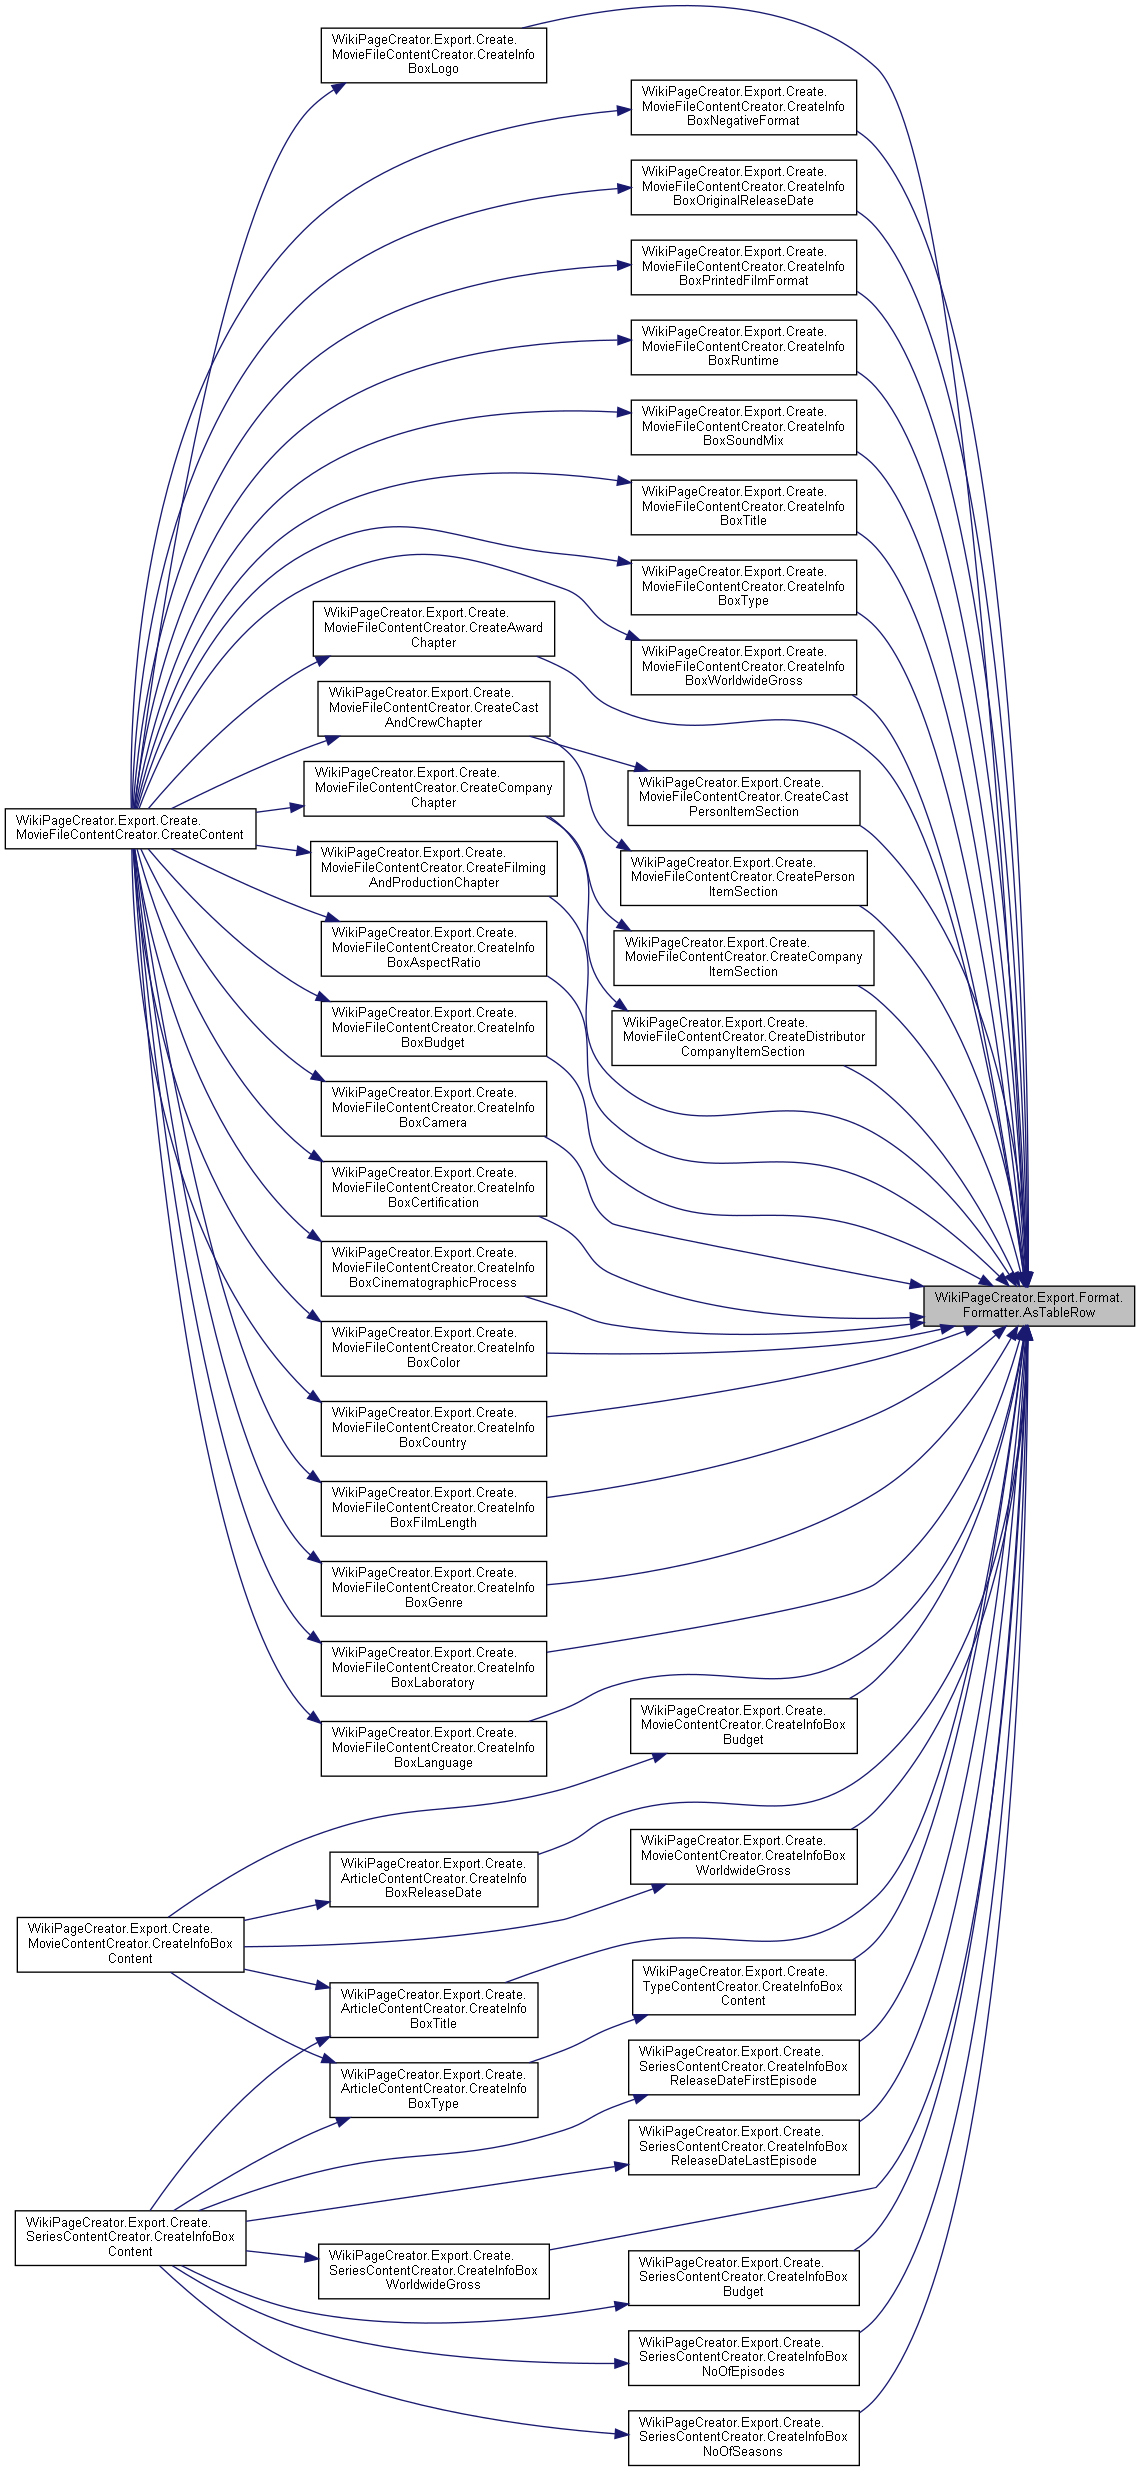 WikiPageCreator.Export.Create.
MovieFileContentCreator.CreateInfo
BoxLogo
WikiPageCreator.Export.Create.
MovieFileContentCreator.CreateInfo
BoxNegativeFormat
WikiPageCreator.Export.Create.
MovieFileContentCreator.CreateInfo
BoxOriginalReleaseDate
WikiPageCreator.Export.Create.
MovieFileContentCreator.CreateInfo
BoxPrintedFilmFormat
WikiPageCreator.Export.Create.
MovieFileContentCreator.CreateInfo
BoxRuntime
WikiPageCreator.Export.Create.
MovieFileContentCreator.CreateInfo
BoxSoundMix
WikiPageCreator.Export.Create.
MovieFileContentCreator.CreateInfo
BoxTitle
WikiPageCreator.Export.Create.
MovieFileContentCreator.CreateInfo
BoxType
WikiPageCreator.Export.Create.
MovieFileContentCreator.CreateAward
Chapter
WikiPageCreator.Export.Create.
MovieFileContentCreator.CreateInfo
BoxWorldwideGross
WikiPageCreator.Export.Create.
MovieFileContentCreator.CreateCast
AndCrewChapter
WikiPageCreator.Export.Create.
MovieFileContentCreator.CreateCompany
Chapter
WikiPageCreator.Export.Create.
MovieFileContentCreator.CreateCast
PersonItemSection
WikiPageCreator.Export.Create.
MovieFileContentCreator.CreateContent
WikiPageCreator.Export.Create.
MovieFileContentCreator.CreateFilming
AndProductionChapter
WikiPageCreator.Export.Create.
MovieFileContentCreator.CreatePerson
ItemSection
WikiPageCreator.Export.Create.
MovieFileContentCreator.CreateInfo
BoxAspectRatio
WikiPageCreator.Export.Create.
MovieFileContentCreator.CreateCompany
ItemSection
WikiPageCreator.Export.Create.
MovieFileContentCreator.CreateInfo
BoxBudget
WikiPageCreator.Export.Create.
MovieFileContentCreator.CreateDistributor
CompanyItemSection
WikiPageCreator.Export.Create.
MovieFileContentCreator.CreateInfo
BoxCamera
WikiPageCreator.Export.Create.
MovieFileContentCreator.CreateInfo
BoxCertification
WikiPageCreator.Export.Create.
MovieFileContentCreator.CreateInfo
BoxCinematographicProcess
WikiPageCreator.Export.Format.
Formatter.AsTableRow
WikiPageCreator.Export.Create.
MovieFileContentCreator.CreateInfo
BoxColor
WikiPageCreator.Export.Create.
MovieFileContentCreator.CreateInfo
BoxCountry
WikiPageCreator.Export.Create.
MovieFileContentCreator.CreateInfo
BoxFilmLength
WikiPageCreator.Export.Create.
MovieFileContentCreator.CreateInfo
BoxGenre
WikiPageCreator.Export.Create.
MovieFileContentCreator.CreateInfo
BoxLaboratory
WikiPageCreator.Export.Create.
MovieFileContentCreator.CreateInfo
BoxLanguage
WikiPageCreator.Export.Create.
MovieContentCreator.CreateInfoBox
Budget
WikiPageCreator.Export.Create.
MovieContentCreator.CreateInfoBox
WorldwideGross
WikiPageCreator.Export.Create.
ArticleContentCreator.CreateInfo
BoxReleaseDate
WikiPageCreator.Export.Create.
MovieContentCreator.CreateInfoBox
Content
WikiPageCreator.Export.Create.
TypeContentCreator.CreateInfoBox
Content
WikiPageCreator.Export.Create.
ArticleContentCreator.CreateInfo
BoxTitle
WikiPageCreator.Export.Create.
SeriesContentCreator.CreateInfoBox
ReleaseDateFirstEpisode
WikiPageCreator.Export.Create.
ArticleContentCreator.CreateInfo
BoxType
WikiPageCreator.Export.Create.
SeriesContentCreator.CreateInfoBox
ReleaseDateLastEpisode
WikiPageCreator.Export.Create.
SeriesContentCreator.CreateInfoBox
Content
WikiPageCreator.Export.Create.
SeriesContentCreator.CreateInfoBox
WorldwideGross
WikiPageCreator.Export.Create.
SeriesContentCreator.CreateInfoBox
Budget
WikiPageCreator.Export.Create.
SeriesContentCreator.CreateInfoBox
NoOfEpisodes
WikiPageCreator.Export.Create.
SeriesContentCreator.CreateInfoBox
NoOfSeasons